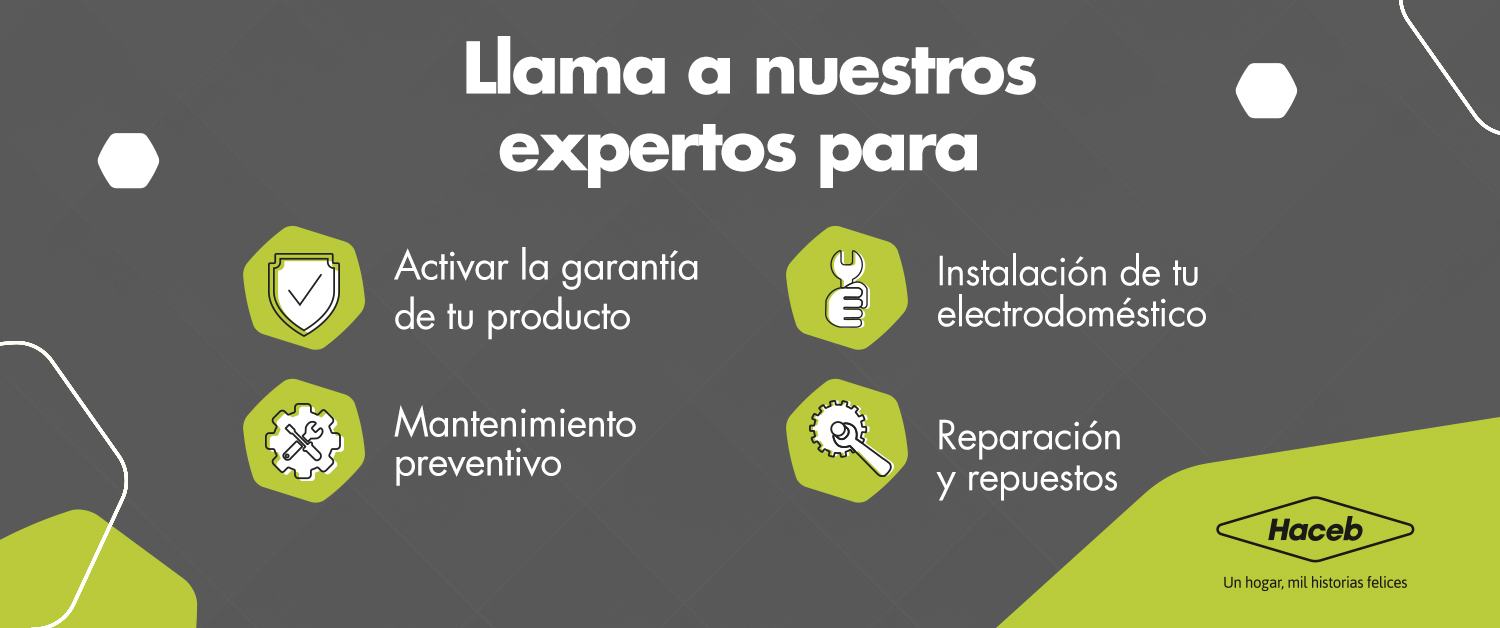 Llama a nuestros
expertos para
Activar la garantía
de tu producto
Instalación de tu
electrodoméstico
Mantenimiento
preventivo
Reparación
y repuestos
Haceb
Un hogar, mil historias felices